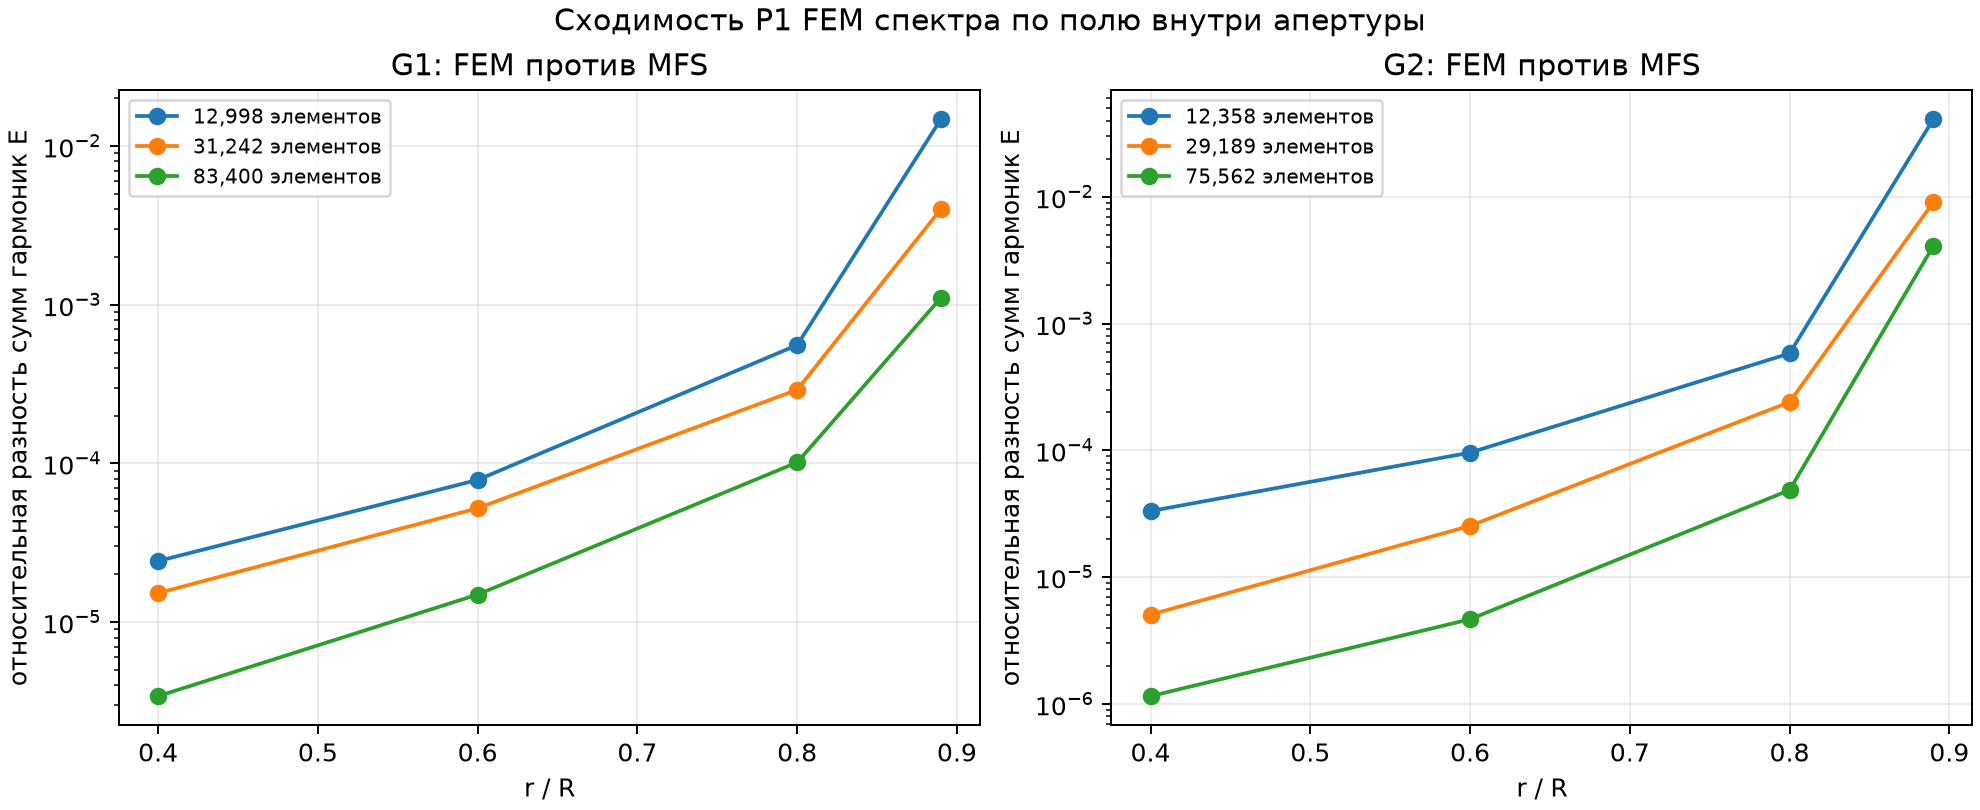 Сходимость P1 FEM спектра по полю внутри апертуры
G1: FEM против MFS
12,998 элементов
31,242 элементов
83,400 элементов
относительная разность сумм гармоник E
10⁻²
10⁻³
10⁻⁴
10⁻⁵
0.4 0.5 0.6 0.7 0.8 0.9
r / R
G2: FEM против MFS
12,358 элементов
29,189 элементов
75,562 элементов
относительная разность сумм гармоник E
10⁻²
10⁻³
10⁻⁴
10⁻⁵
10⁻⁶
0.4 0.5 0.6 0.7 0.8 0.9
r / R